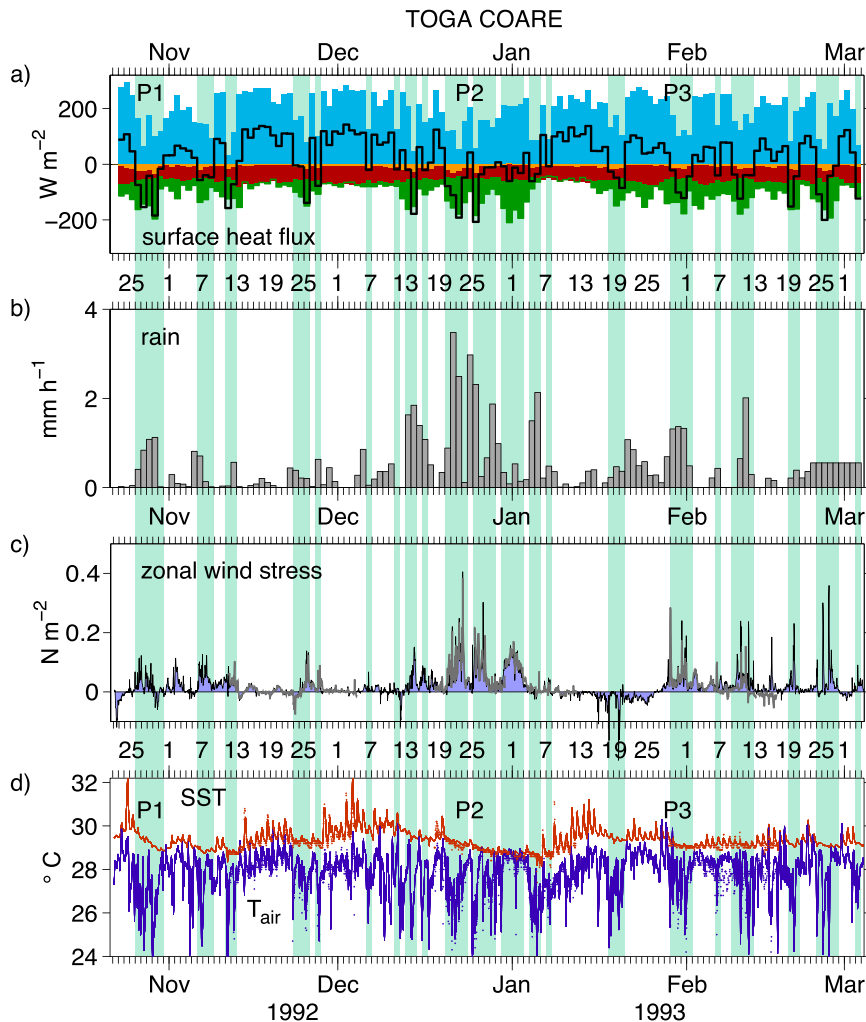 TOGA COARE
Nov Dec Jan Feb Mar
a)
P1 P2 P3
200
0
−200
W m−2
surface heat flux
25 1 7 13 19 25 1 7 13 19 25 1 7 13 19 25 1 7 13 19 25 1
b)
4
2
0
mm h−1
rain
Nov Dec Jan Feb Mar
c)
zonal wind stress
0.4
0.2
0
N m−2
25 1 7 13 19 25 1 7 13 19 25 1 7 13 19 25 1 7 13 19 25 1
d)
32
30
28
26
24
° C
P1 SST P2 P3
Tair
Nov Dec Jan Feb Mar
1992 1993